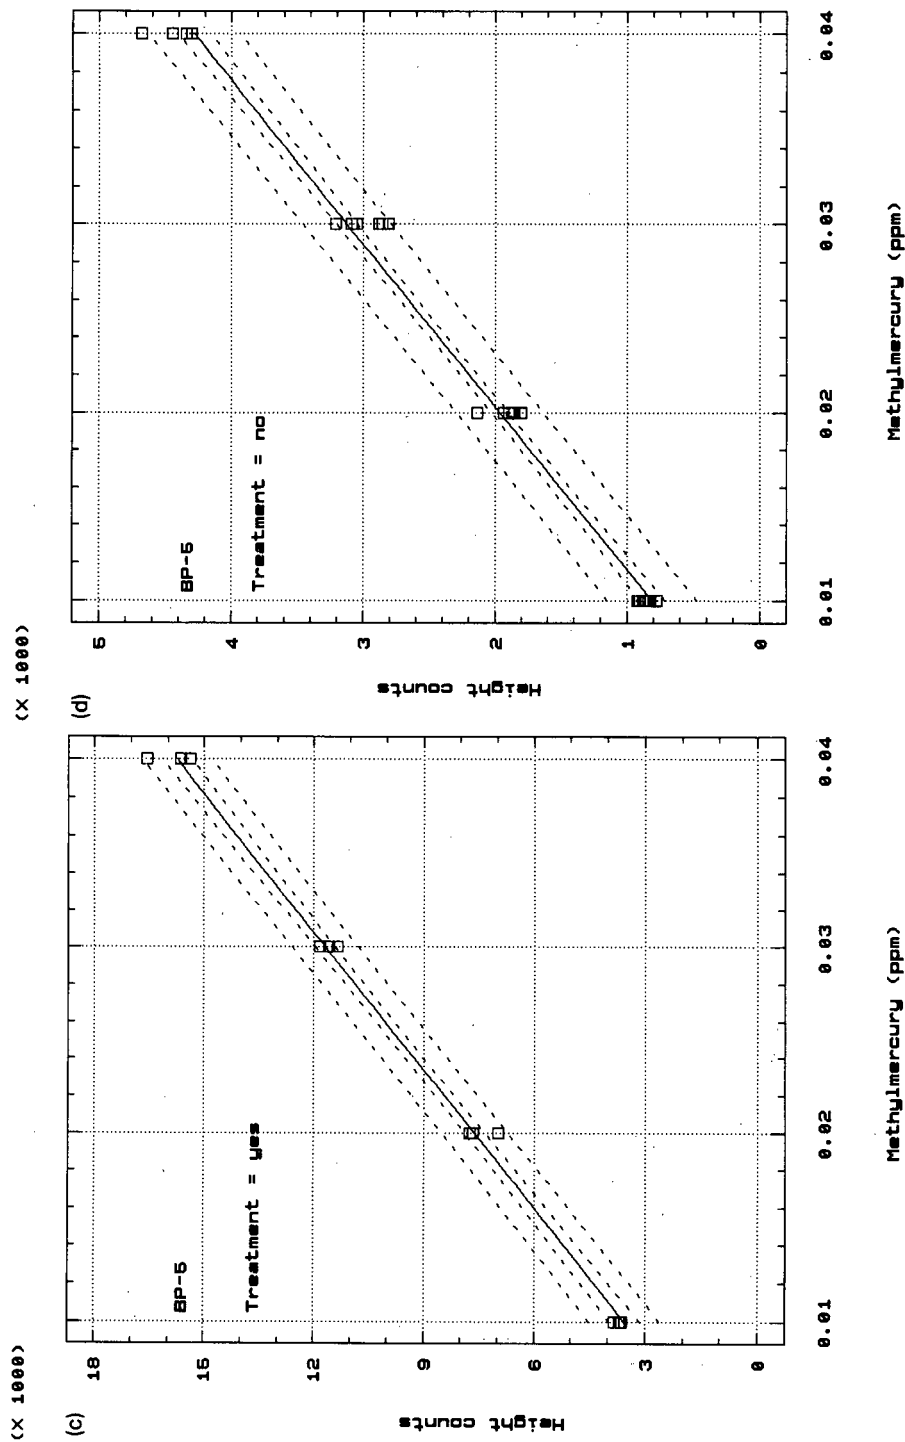 (X 1000)
(c)
18
15
12
9
6
3
0
Height counts
BP-5
Treatment = yes
0.01
0.02
0.03
0.04
Methylmercury (ppm)
(X 1000)
(d)
5
4
3
2
1
0
Height counts
BP-5
Treatment = no
0.01
0.02
0.03
0.04
Methylmercury (ppm)